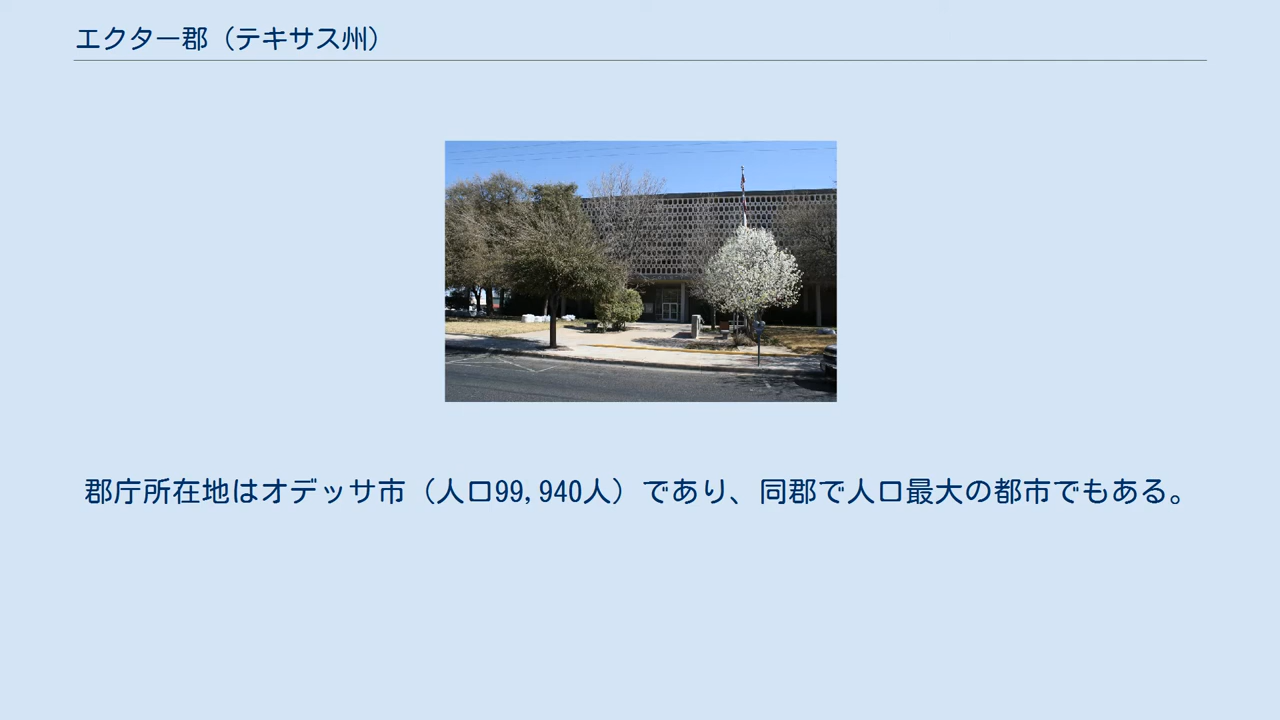 エクター郡（テキサス州）
郡庁所在地はオデッサ市（人口99,940人）であり、同郡で人口最大の都市でもある。